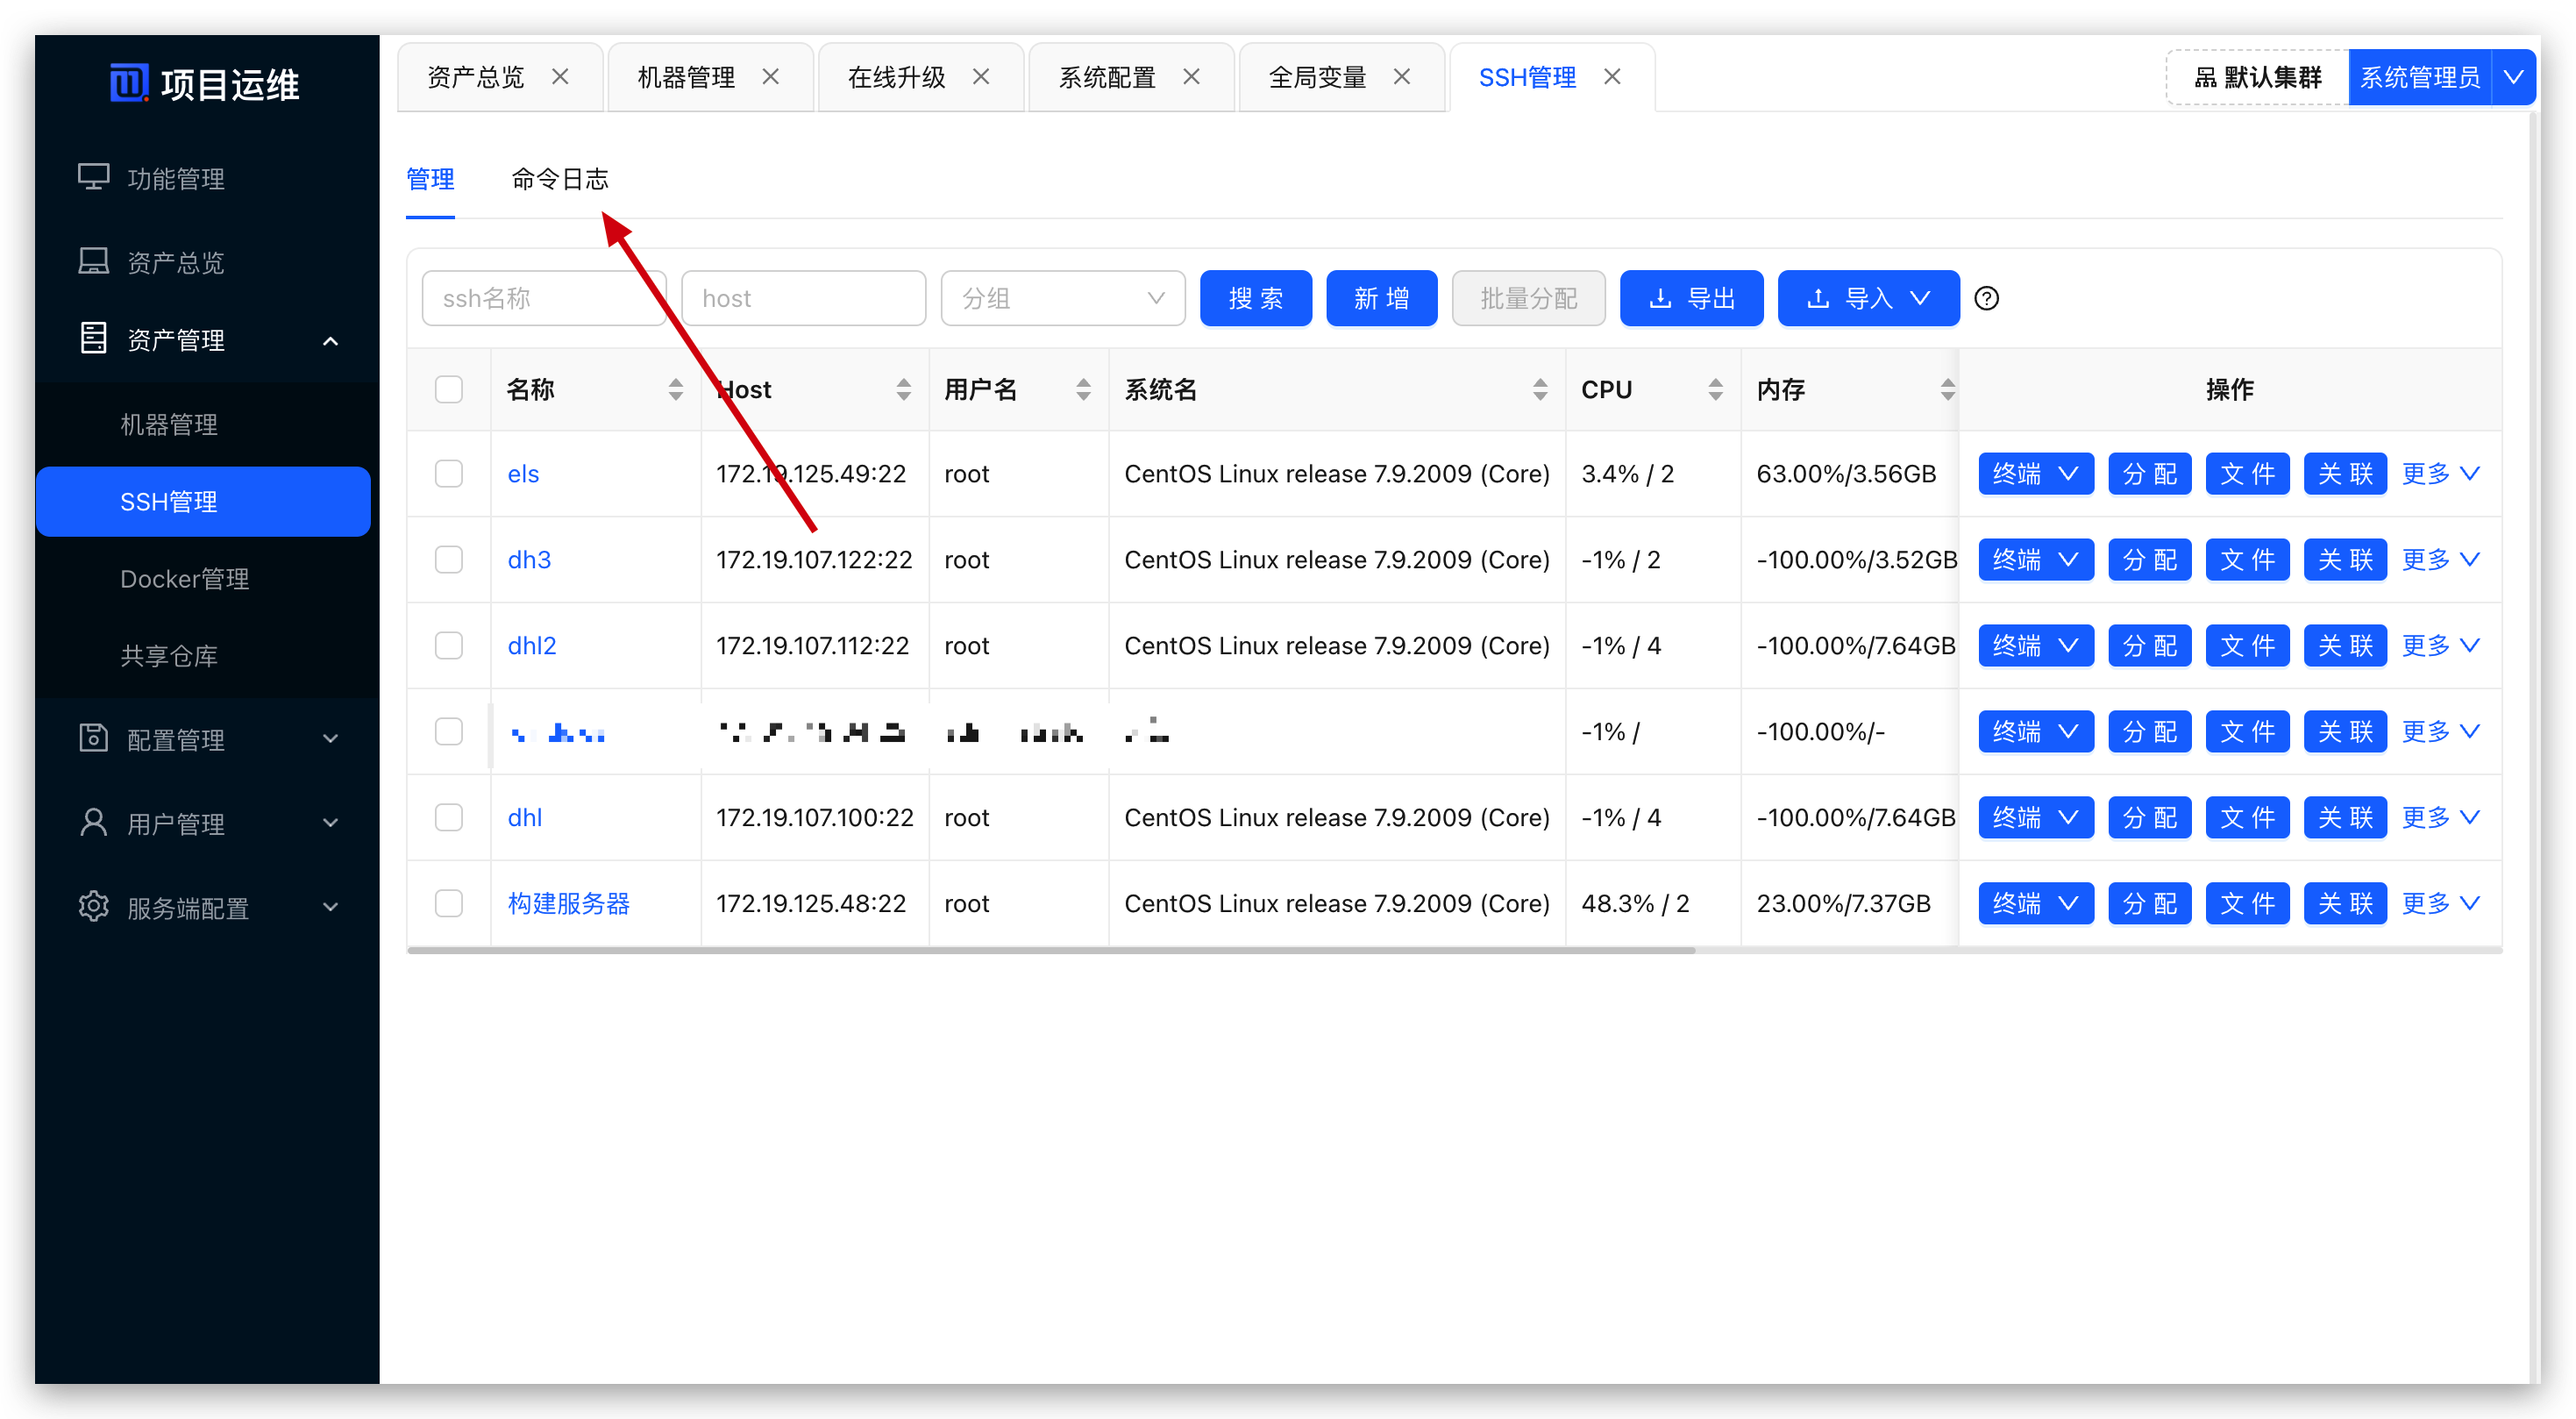 项目运维
资产总览 机器管理 在线升级 系统配置 全局变量 SSH管理 默认集群 系统管理员
功能管理
资产总览
资产管理
机器管理
SSH管理
Docker管理
共享仓库
配置管理
用户管理
服务端配置
管理 命令日志
ssh名称 host 分组 搜 索 新 增 批量分配 导出 导入
名称 Host 用户名 系统名 CPU 内存 操作
els 172.19.125.49:22 root CentOS Linux release 7.9.2009 (Core) 3.4% / 2 63.00%/3.56GB 终端 分 配 文 件 关 联 更多
dh3 172.19.107.122:22 root CentOS Linux release 7.9.2009 (Core) -1% / 2 -100.00%/3.52GB 终端 分 配 文 件 关 联 更多
dhl2 172.19.107.112:22 root CentOS Linux release 7.9.2009 (Core) -1% / 4 -100.00%/7.64GB 终端 分 配 文 件 关 联 更多
-1% / -100.00%/- 终端 分 配 文 件 关 联 更多
dhl 172.19.107.100:22 root CentOS Linux release 7.9.2009 (Core) -1% / 4 -100.00%/7.64GB 终端 分 配 文 件 关 联 更多
构建服务器 172.19.125.48:22 root CentOS Linux release 7.9.2009 (Core) 48.3% / 2 23.00%/7.37GB 终端 分 配 文 件 关 联 更多